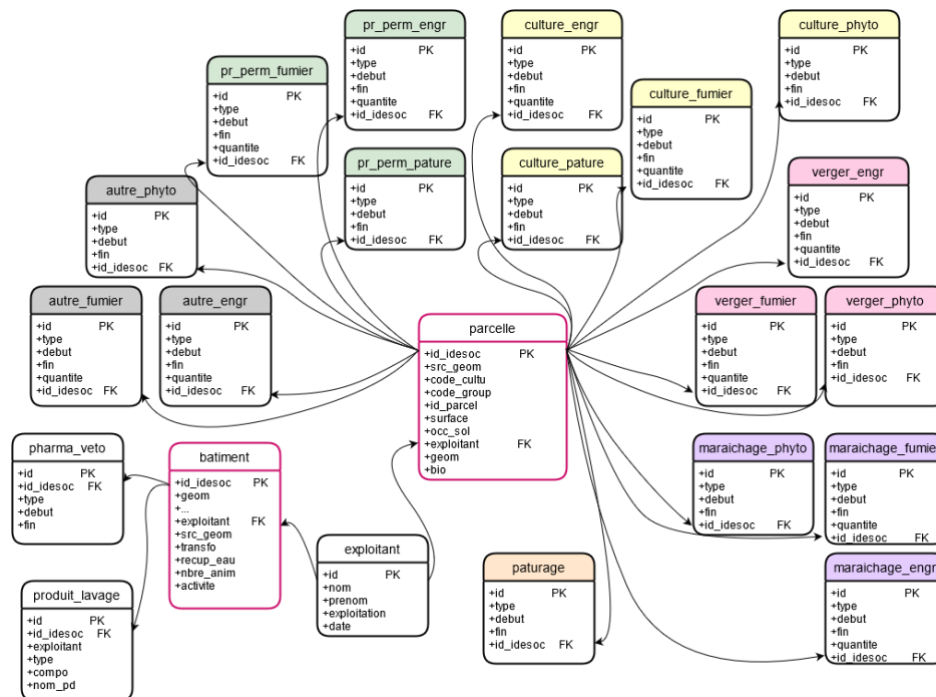 pr_perm_engr
+id PK
+type
+debut
+fin
+quantite
+id_idesoc FK
culture_engr
+id PK
+type
+debut
+fin
+quantite
+id_idesoc FK
culture_phyto
+id PK
+type
+debut
+fin
+id_idesoc FK
pr_perm_fumier
+id PK
+type
+debut
+fin
+quantite
+id_idesoc FK
culture_fumier
+id PK
+type
+debut
+fin
+quantite
+id_idesoc FK
pr_perm_pature
+id PK
+type
+debut
+fin
+id_idesoc FK
culture_pature
+id PK
+type
+debut
+fin
+id_idesoc FK
verger_engr
+id PK
+type
+debut
+fin
+quantite
+id_idesoc FK
autre_phyto
+id PK
+type
+debut
+fin
+id_idesoc FK
autre_fumier
+id PK
+type
+debut
+fin
+quantite
+id_idesoc FK
autre_engr
+id PK
+type
+debut
+fin
+quantite
+id_idesoc FK
parcelle
+id_idesoc PK
+src_geom
+code_cultu
+code_group
+id_parcel
+surface
+occ_sol
+exploitant FK
+geom
+bio
verger_fumier
+id PK
+type
+debut
+fin
+quantite
+id_idesoc FK
verger_phyto
+id PK
+type
+debut
+fin
+id_idesoc FK
pharma_veto
+id PK
+id_idesoc FK
+type
+debut
+fin
batiment
+id_idesoc PK
+geom
+...
+exploitant FK
+src_geom
+transfo
+recup_eau
+nbre_anim
+activite
maraichage_phyto
+id PK
+type
+debut
+fin
+id_idesoc FK
maraichage_fumier
+id PK
+type
+debut
+fin
+quantite
+id_idesoc FK
exploitant
+id PK
+nom
+prenom
+exploitation
+date
paturage
+id PK
+type
+debut
+fin
+id_idesoc FK
maraichage_engr
+id PK
+type
+debut
+fin
+quantite
+id_idesoc FK
produit_lavage
+id PK
+id_idesoc FK
+exploitant
+type
+compo
+nom_pd